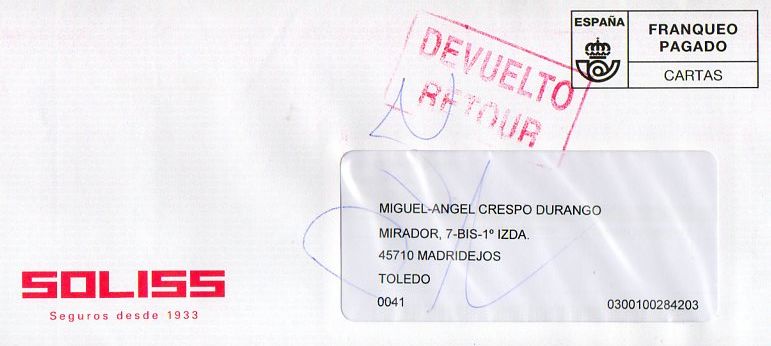 DEVUELTO
RETOUR
ESPAÑA
FRANQUEO
PAGADO
CARTAS
MIGUEL-ANGEL CRESPO DURANGO
MIRADOR, 7-BIS-1º IZDA.
45710 MADRIDEJOS
TOLEDO
0041 0300100284203
SOLISS
Seguros desde 1933